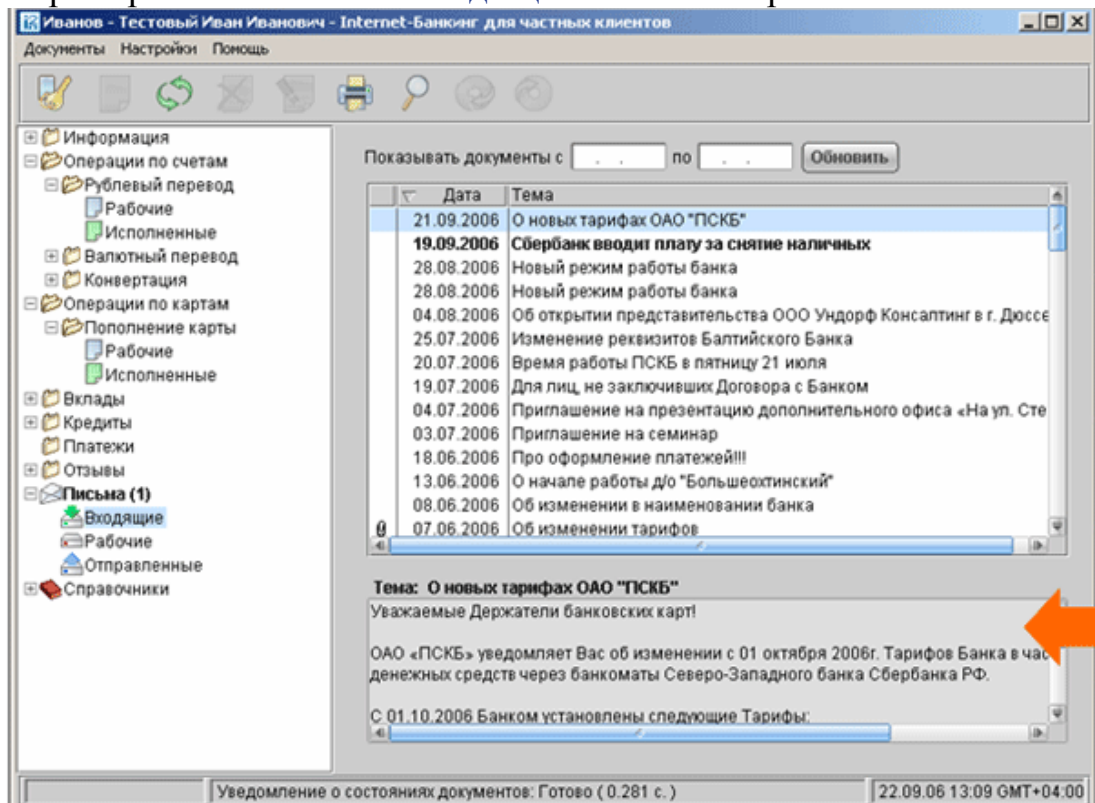 Иванов - Тестовый Иван Иванович - Internet-Банкинг для частных клиентов
Документы Настройки Помощь
Информация
Операции по счетам
Рублевый перевод
Рабочие
Исполненные
Валютный перевод
Конвертация
Операции по картам
Пополнение карты
Рабочие
Исполненные
Вклады
Кредиты
Платежи
Отзывы
Письма (1)
Входящие
Рабочие
Отправленные
Справочники
Показывать документы с . . по . . Обновить
Дата Тема
21.09.2006 О новых тарифах ОАО "ПСКБ"
19.09.2006 Сбербанк вводит плату за снятие наличных
28.08.2006 Новый режим работы банка
28.08.2006 Новый режим работы банка
04.08.2006 Об открытии представительства ООО Ундорф Консалтинг в г. Дюссе
25.07.2006 Изменение реквизитов Балтийского Банка
20.07.2006 Время работы ПСКБ в пятницу 21 июля
19.07.2006 Для лиц, не заключивших Договора с Банком
04.07.2006 Приглашение на презентацию дополнительного офиса «На ул. Сте
03.07.2006 Приглашение на семинар
18.06.2006 Про оформление платежей!!!
13.06.2006 О начале работы д/о "Большеохтинский"
08.06.2006 Об изменении в наименовании банка
07.06.2006 Об изменении тарифов
Тема: О новых тарифах ОАО "ПСКБ"
Уважаемые Держатели банковских карт!
ОАО «ПСКБ» уведомляет Вас об изменении с 01 октября 2006г. Тарифов Банка в час
денежных средств через банкоматы Северо-Западного банка Сбербанка РФ.
С 01.10.2006 Банком установлены следующие Тарифы:
Уведомление о состояниях документов: Готово ( 0.281 с. ) 22.09.06 13:09 GMT+04:00